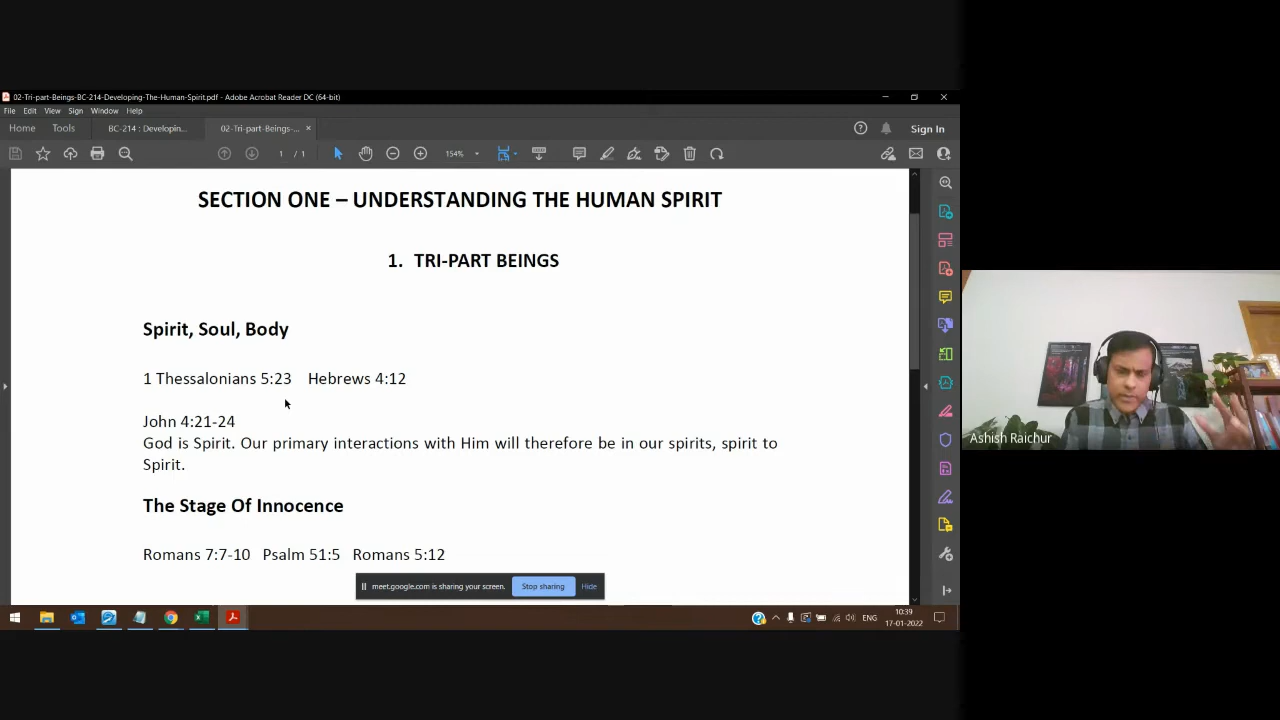 02-Tri-part-Beings-BC-214-Developing-The-Human-Spirit.pdf - Adobe Acrobat Reader DC (64-bit)
File Edit View Sign Window Help
Home Tools BC-214 : Developin... 02-Tri-part-Beings-... × Sign In
1 / 1 154%
SECTION ONE – UNDERSTANDING THE HUMAN SPIRIT
1. TRI-PART BEINGS
Spirit, Soul, Body
1 Thessalonians 5:23 Hebrews 4:12
John 4:21-24
God is Spirit. Our primary interactions with Him will therefore be in our spirits, spirit to
Spirit.
The Stage Of Innocence
Romans 7:7-10 Psalm 51:5 Romans 5:12
meet.google.com is sharing your screen. Stop sharing Hide
ENG 10:39
17-01-2022
Ashish Raichur